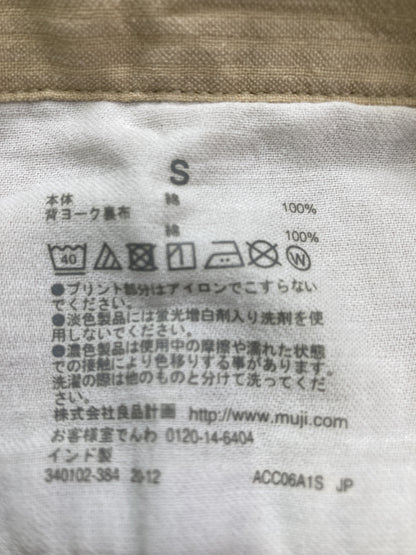 S
本体 綿 100%
背ヨーク裏布
綿 100%
40
W
●プリント部分はアイロンでこすらない
でください。
●淡色製品には蛍光増白剤入り洗剤を使
用しないでください。
●濃色製品は使用中の摩擦や濡れた状態
での接触により色移りする事があります。
洗濯の際は他のものと分けて洗ってくだ
さい。
株式会社良品計画 http://www.muji.com/
お客様室でんわ 0120-14-6404
インド製
340102-384 20-12 ACC06A1S JP